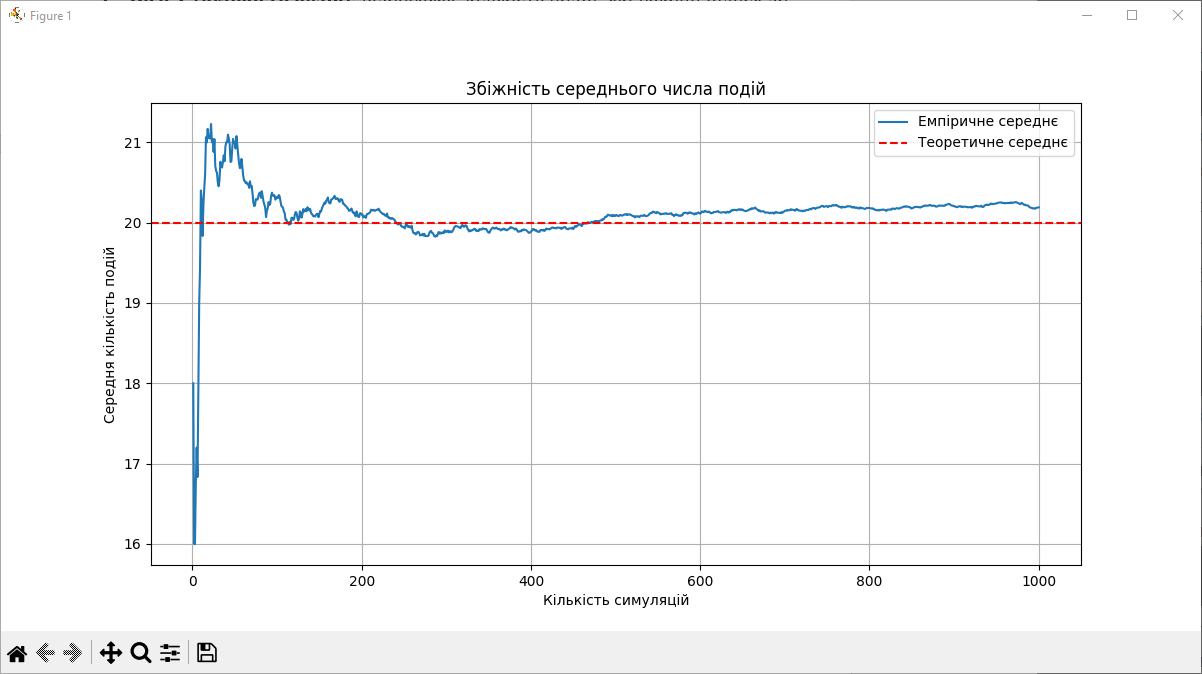 Figure 1
Збіжність середнього числа подій
Емпіричне середнє
Теоретичне середнє
Середня кількість подій
21
20
19
18
17
16
0 200 400 600 800 1000
Кількість симуляцій